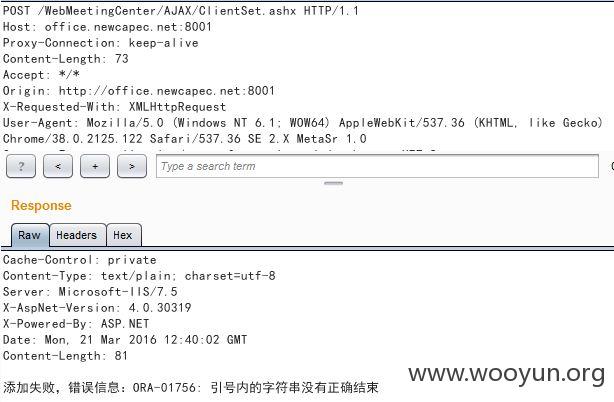 POST /WebMeetingCenter/AJAX/ClientSet.ashx HTTP/1.1
Host: office.newcapec.net:8001
Proxy-Connection: keep-alive
Content-Length: 73
Accept: */*
Origin: http://office.newcapec.net:8001
X-Requested-With: XMLHttpRequest
User-Agent: Mozilla/5.0 (Windows NT 6.1; WOW64) AppleWebKit/537.36 (KHTML, like Gecko)
Chrome/38.0.2125.122 Safari/537.36 SE 2.X MetaSr 1.0
? < + > Type a search term
Response
Raw Headers Hex
Cache-Control: private
Content-Type: text/plain; charset=utf-8
Server: Microsoft-IIS/7.5
X-AspNet-Version: 4.0.30319
X-Powered-By: ASP.NET
Date: Mon, 21 Mar 2016 12:40:02 GMT
Content-Length: 81
添加失败，错误信息：ORA-01756: 引号内的字符串没有正确结束
www.wooyun.org